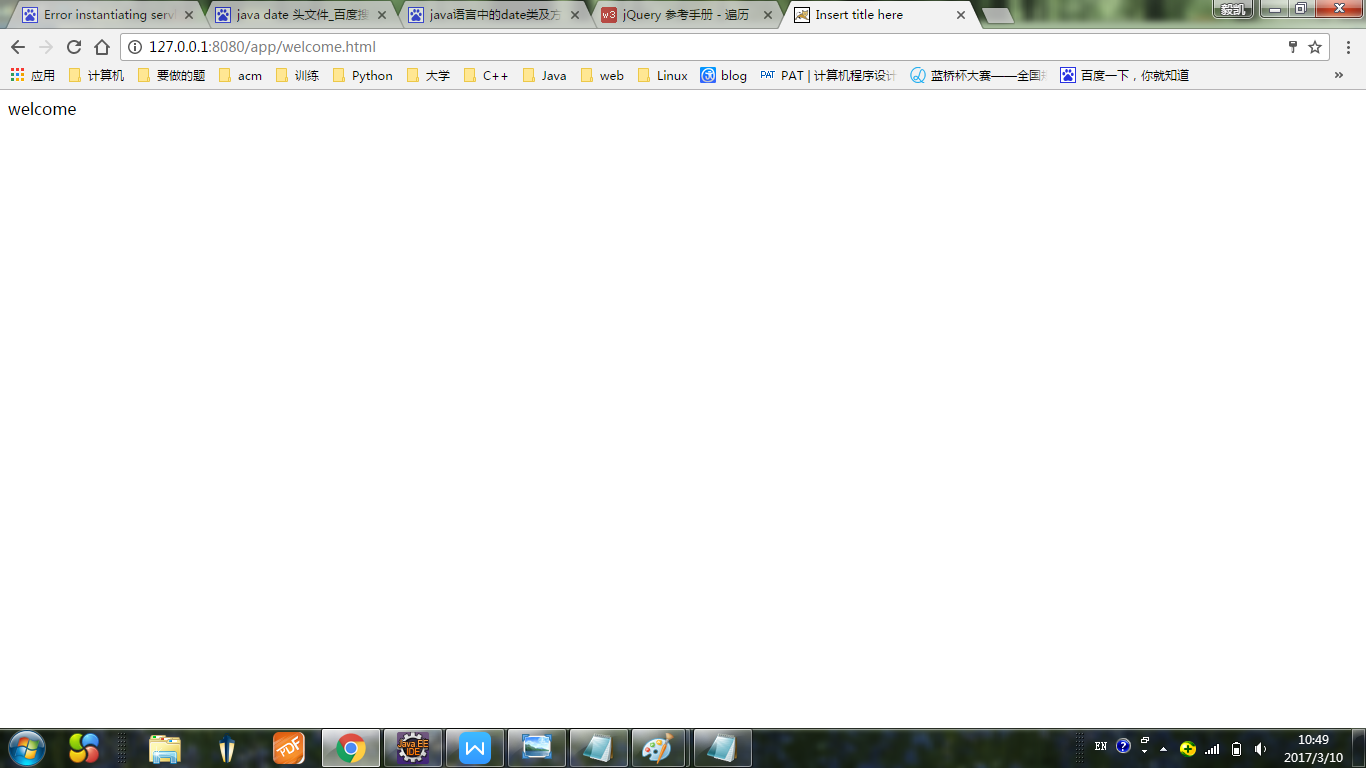 Error instantiating serv
java date 头文件_百度搜
java语言中的date类及方
jQuery 参考手册 - 遍历
Insert title here
毅凯
127.0.0.1:8080/app/welcome.html
应用 计算机 要做的题 acm 训练 Python 大学 C++ Java web Linux blog PAT PAT | 计算机程序设计 蓝桥杯大赛——全国 百度一下，你就知道 »
welcome
PDF
Java EE
IDE
EN
10:49
2017/3/10